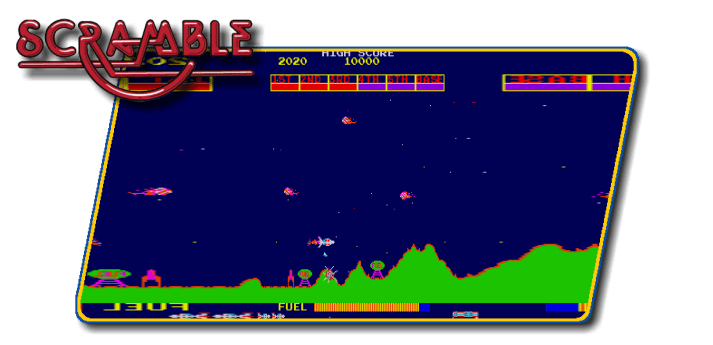 SCRAMBLE
HIGH SCORE
2020 10000
1ST 2ND 3RD 4TH 5TH BASE
FUEL